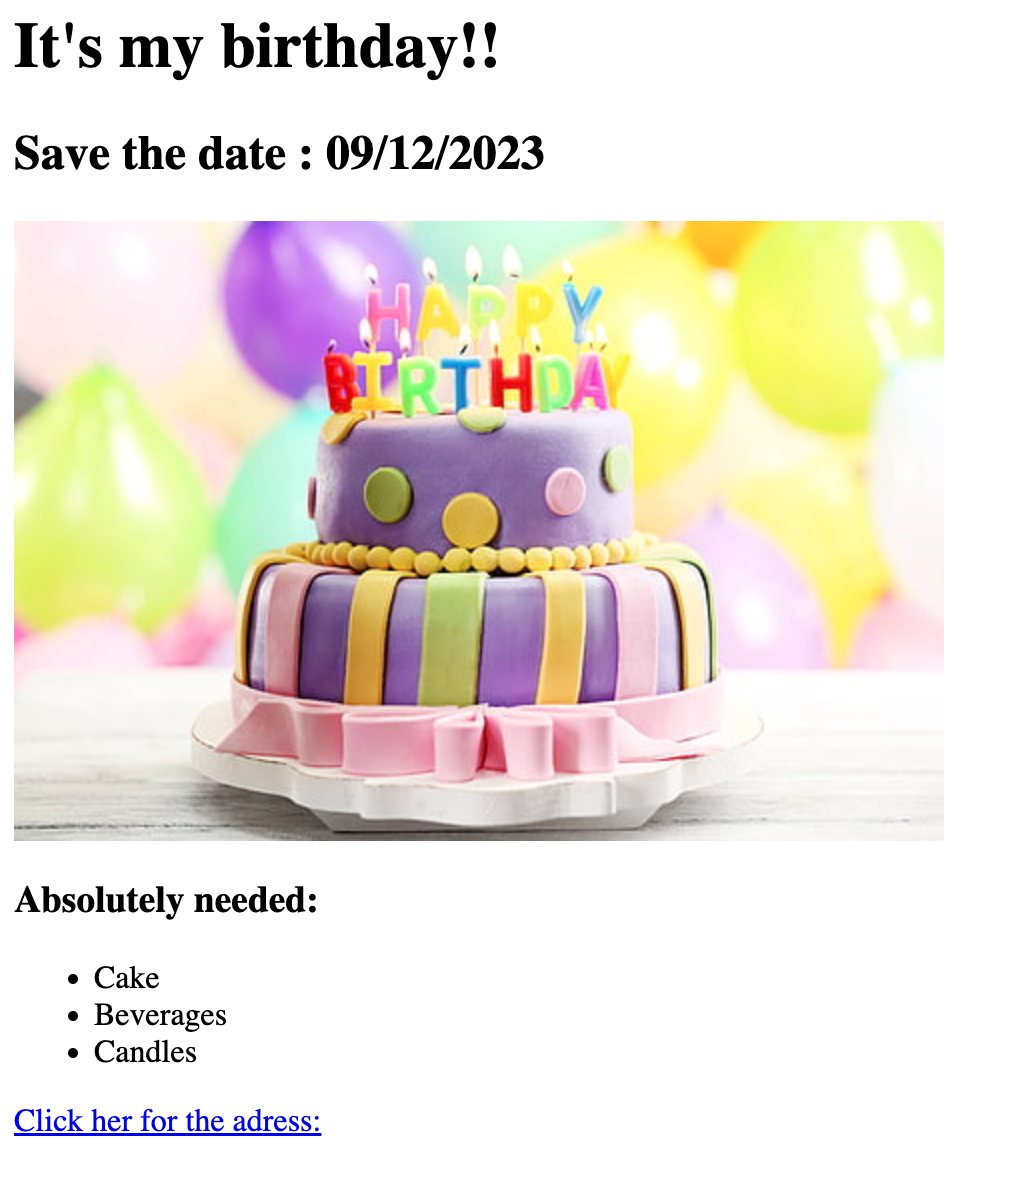 It's my birthday!!
Save the date : 09/12/2023
HAPPY
BIRTHDAY
Absolutely needed:
• Cake
• Beverages
• Candles
Click her for the adress: